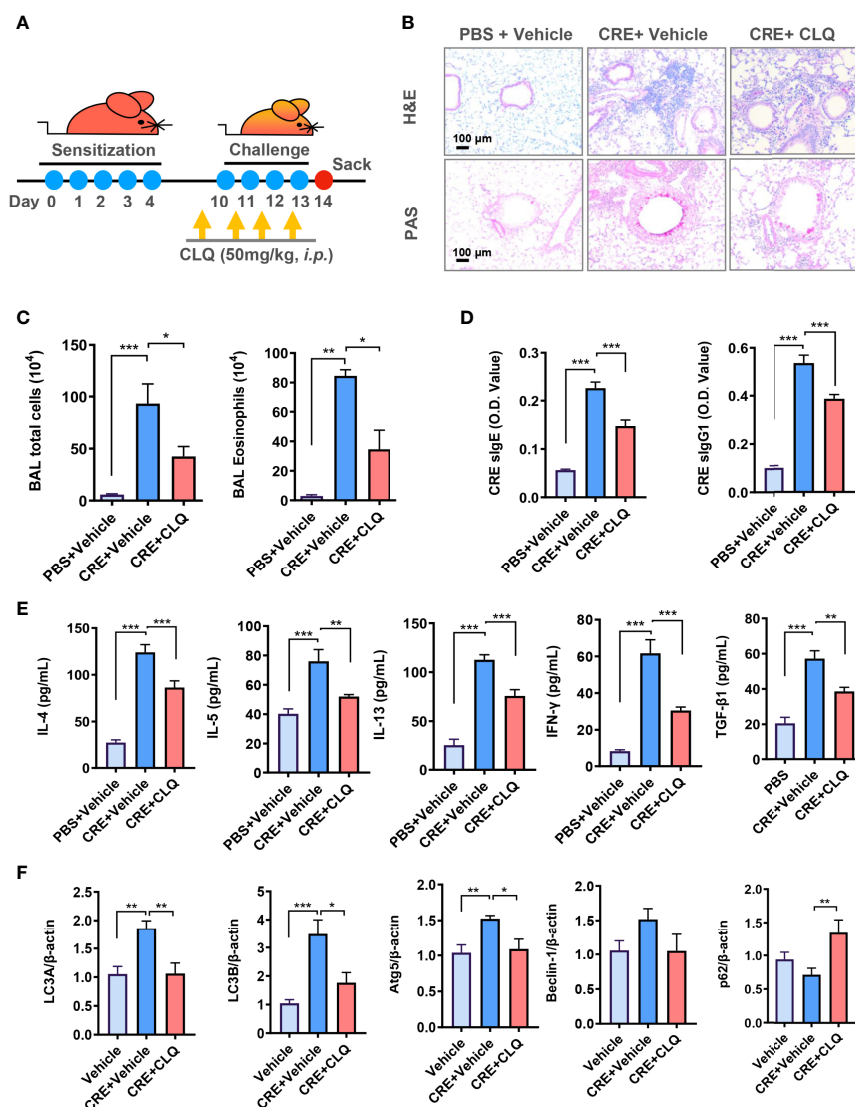 A
Sensitization
Challenge
Sack
Day 0 1 2 3 4 10 11 12 13 14
CLQ (50mg/kg, i.p.)
B
PBS + Vehicle CRE+ Vehicle CRE+ CLQ
H&E
100 µm
PAS
100 µm
C
BAL total cells (10⁴)
150
100
50
0
*** *
PBS+Vehicle
CRE+Vehicle
CRE+CLQ
BAL Eosinophils (10⁴)
100
80
60
40
20
0
** *
PBS+Vehicle
CRE+Vehicle
CRE+CLQ
D
CRE sIgE (O.D. Value)
0.3
0.2
0.1
0.0
*** ***
PBS+Vehicle
CRE+Vehicle
CRE+CLQ
CRE sIgG1 (O.D. Value)
0.6
0.4
0.2
0.0
*** ***
PBS+Vehicle
CRE+Vehicle
CRE+CLQ
E
IL-4 (pg/mL)
150
100
50
0
*** ***
PBS+Vehicle
CRE+Vehicle
CRE+CLQ
IL-5 (pg/mL)
100
80
60
40
20
0
*** **
PBS+Vehicle
CRE+Vehicle
CRE+CLQ
IL-13 (pg/mL)
150
100
50
0
*** ***
PBS+Vehicle
CRE+Vehicle
CRE+CLQ
IFN-γ (pg/mL)
80
60
40
20
0
*** ***
PBS+Vehicle
CRE+Vehicle
CRE+CLQ
TGF-β1 (pg/mL)
80
60
40
20
0
*** **
PBS
CRE+Vehicle
CRE+CLQ
F
LC3A/β-actin
2.5
2.0
1.5
1.0
0.5
0.0
** **
Vehicle
CRE+Vehicle
CRE+CLQ
LC3B/β-actin
5
4
3
2
1
0
*** *
Vehicle
CRE+Vehicle
CRE+CLQ
Atg5/β-actin
2.0
1.5
1.0
0.5
0.0
** *
Vehicle
CRE+Vehicle
CRE+CLQ
Beclin-1/β-actin
2.0
1.5
1.0
0.5
0.0
Vehicle
CRE+Vehicle
CRE+CLQ
p62/β-actin
2.0
1.5
1.0
0.5
0.0
**
Vehicle
CRE+Vehicle
CRE+CLQ